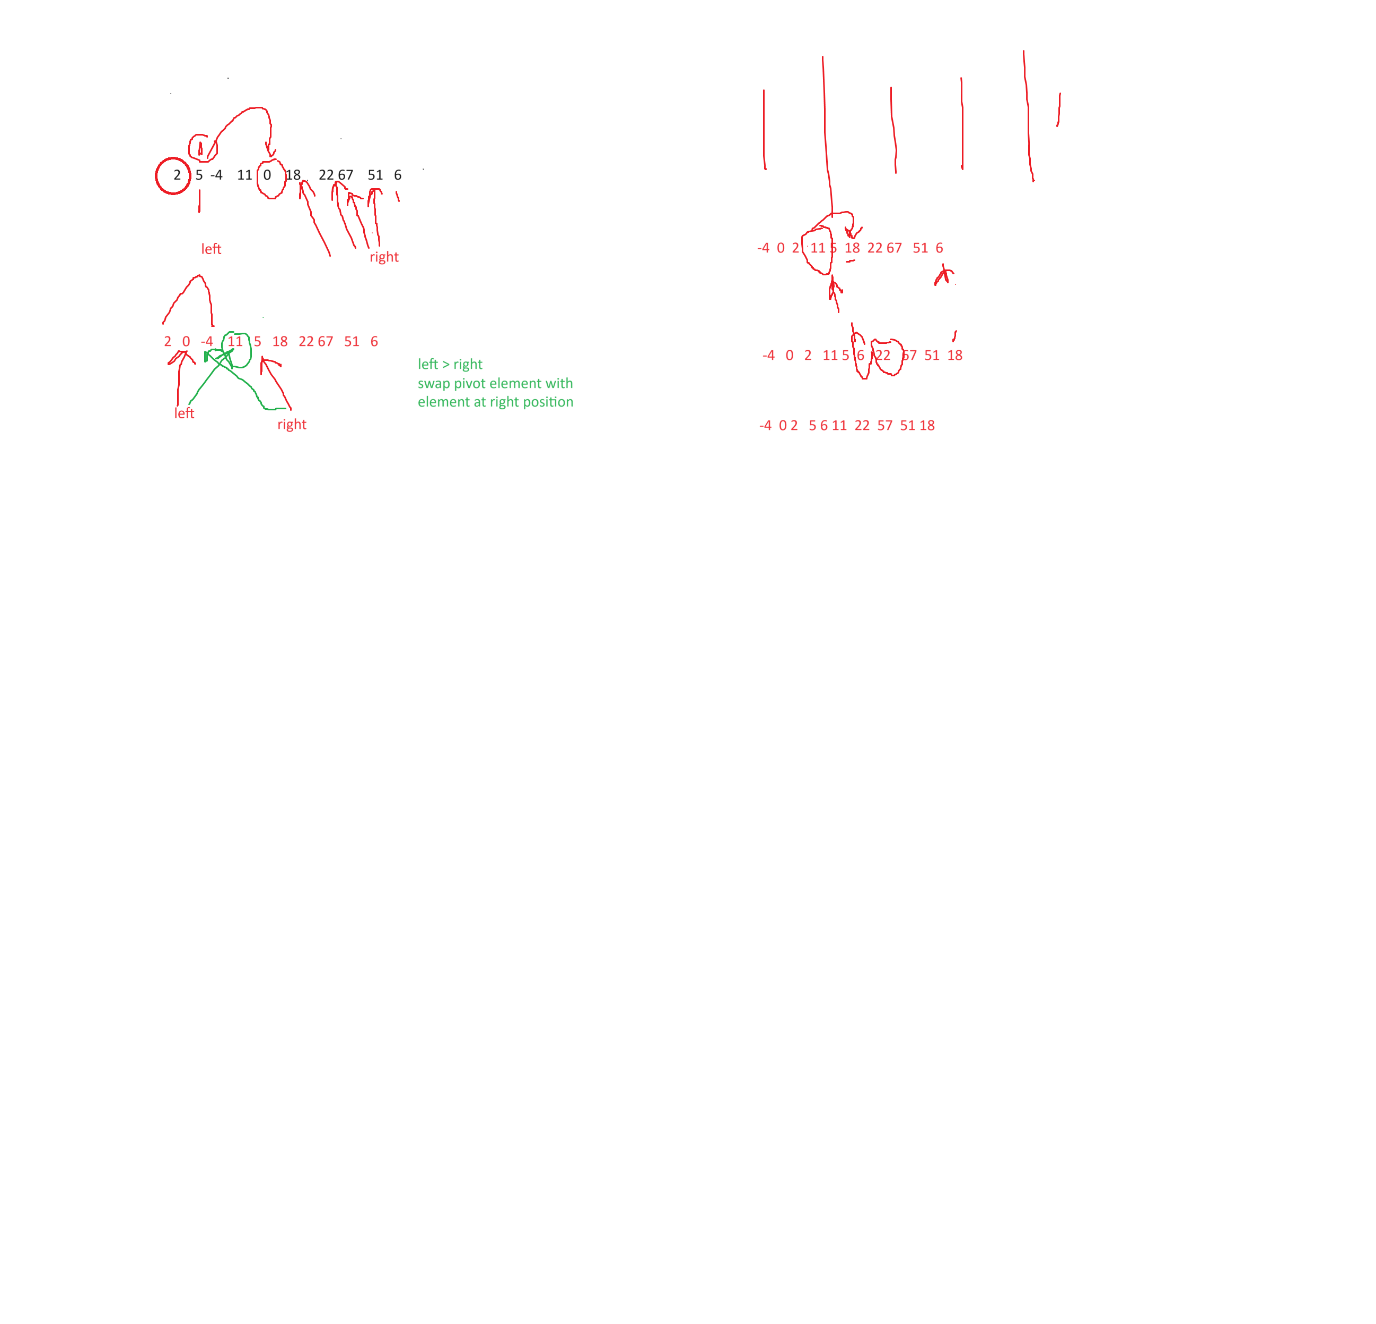 2 5 -4 11 0 18 22 67 51 6
left
right
2 0 -4 11 5 18 22 67 51 6
left
right
left > right
swap pivot element with
element at right position
-4 0 2 11 5 18 22 67 51 6
-4 0 2 11 5 6 22 57 51 18
-4 0 2 5 6 11 22 57 51 18